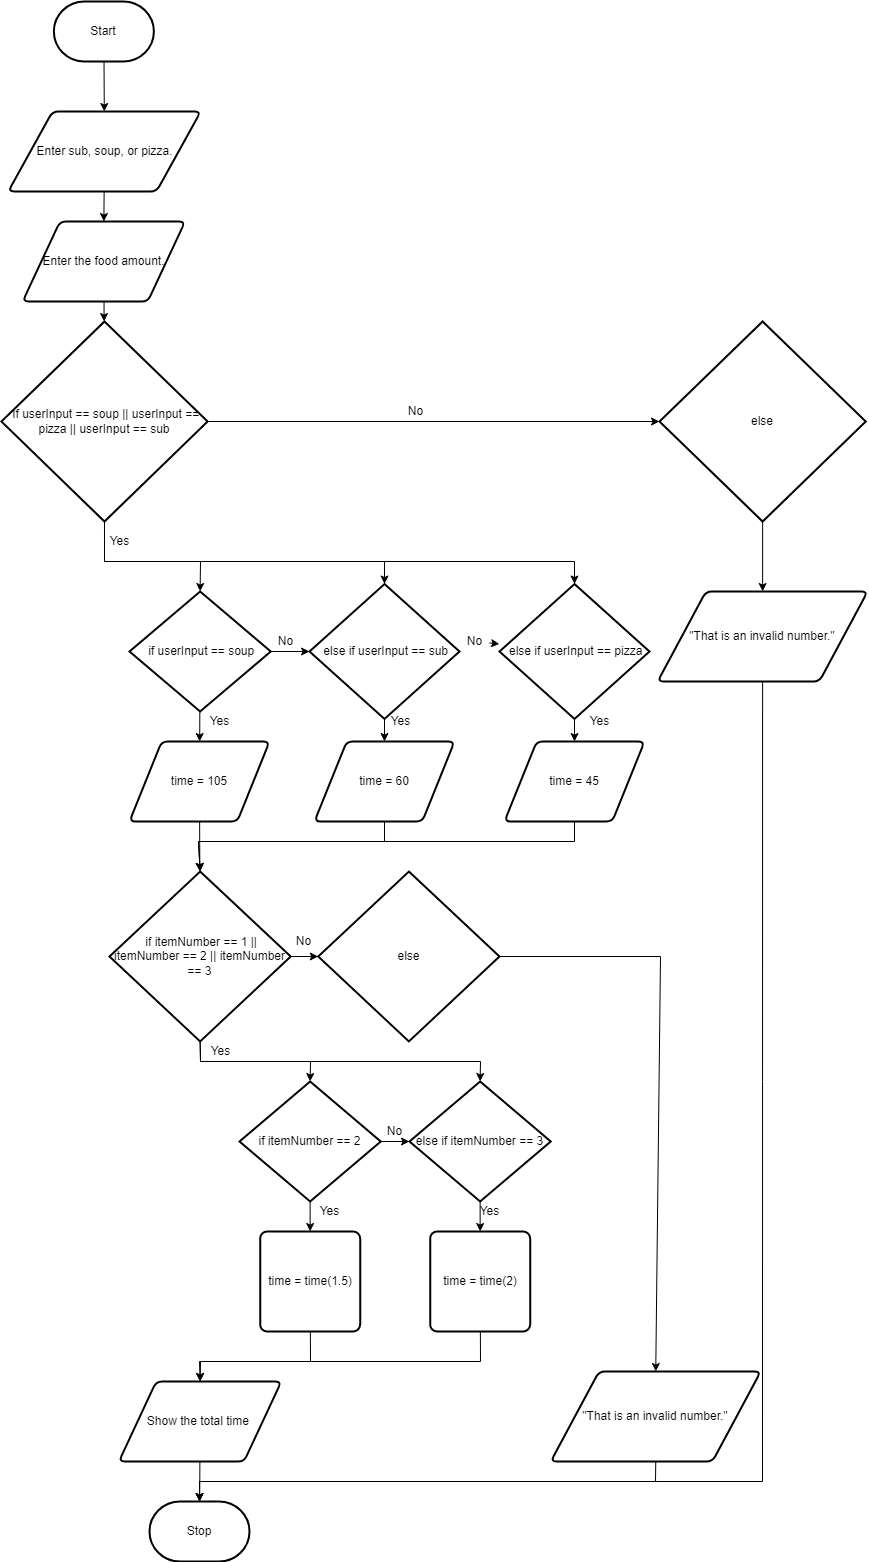 Start
Enter sub, soup, or pizza.
Enter the food amount.
if userInput == soup || userInput ==
pizza || userInput == sub
No
else
Yes
if userInput == soup
No
else if userInput == sub
No
else if userInput == pizza
"That is an invalid number."
Yes
Yes
Yes
time = 105
time = 60
time = 45
if itemNumber == 1 ||
itemNumber == 2 || itemNumber
== 3
No
else
Yes
if itemNumber == 2
No
else if itemNumber == 3
Yes
Yes
time = time(1.5)
time = time(2)
Show the total time
"That is an invalid number."
Stop